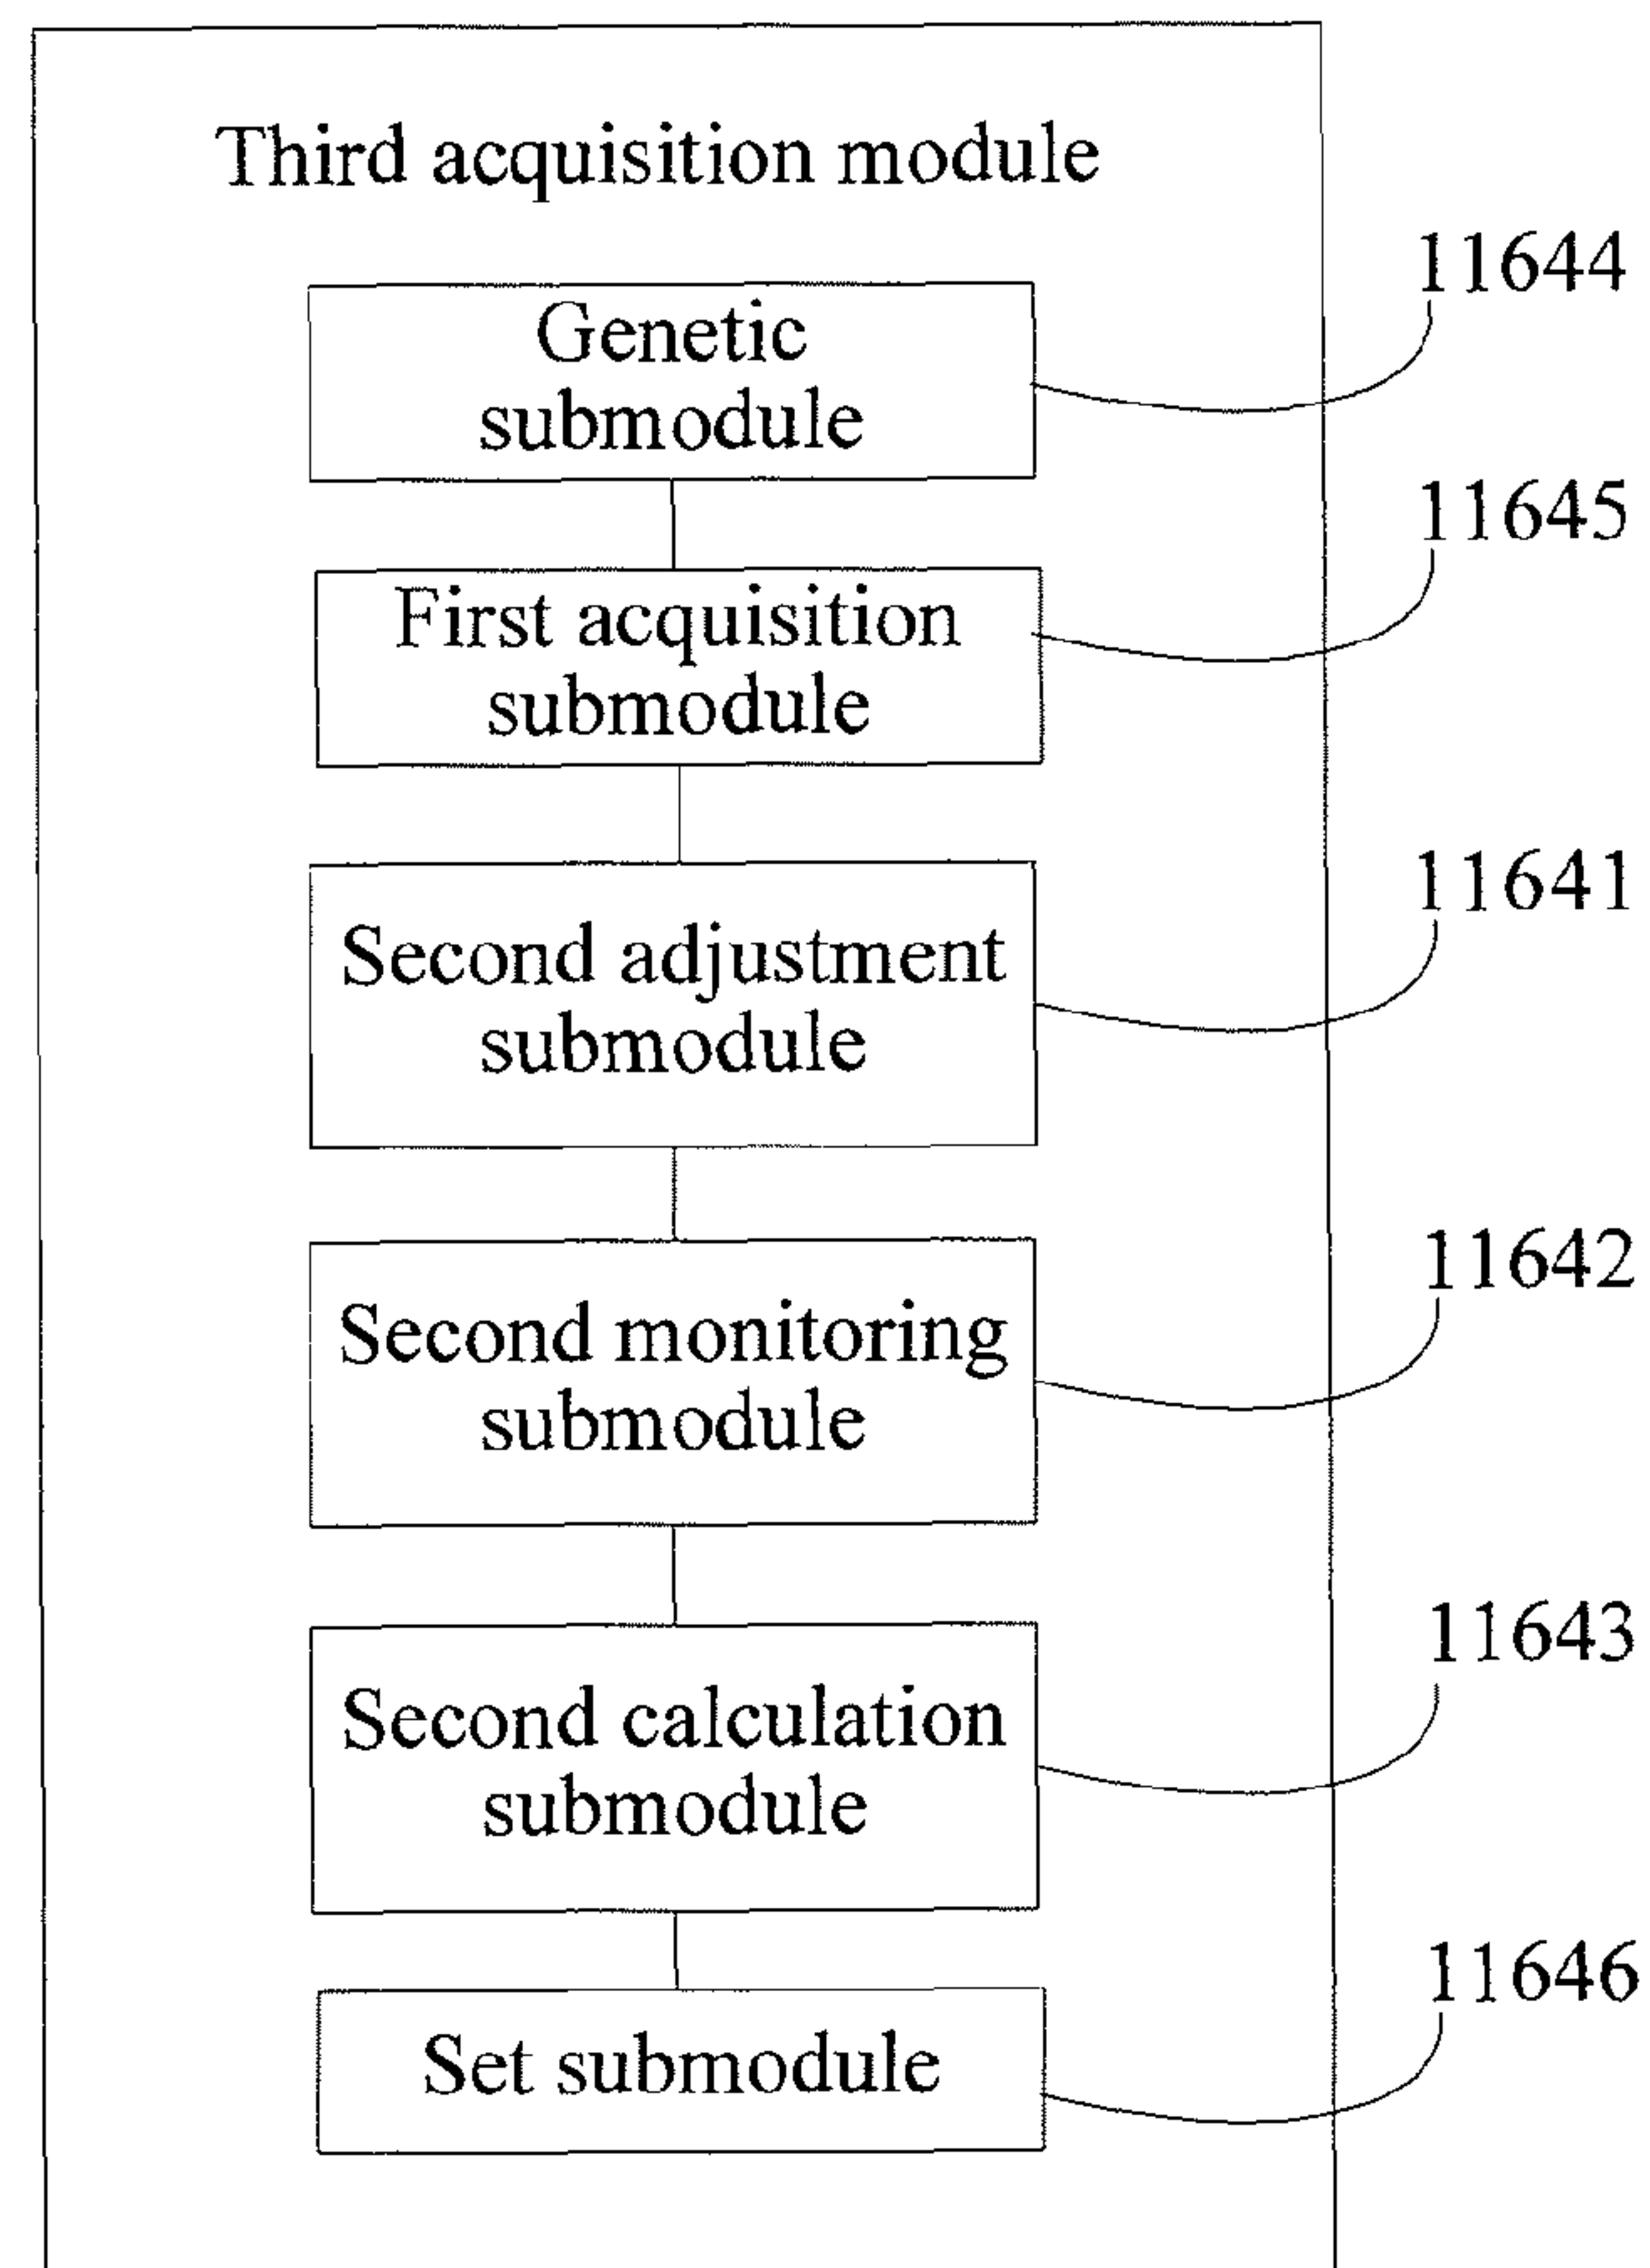 Third acquisition module
11644
Genetic
submodule
11645
First acquisition
submodule
11641
Second adjustment
submodule
11642
Second monitoring
submodule
11643
Second calculation
submodule
11646
Set submodule